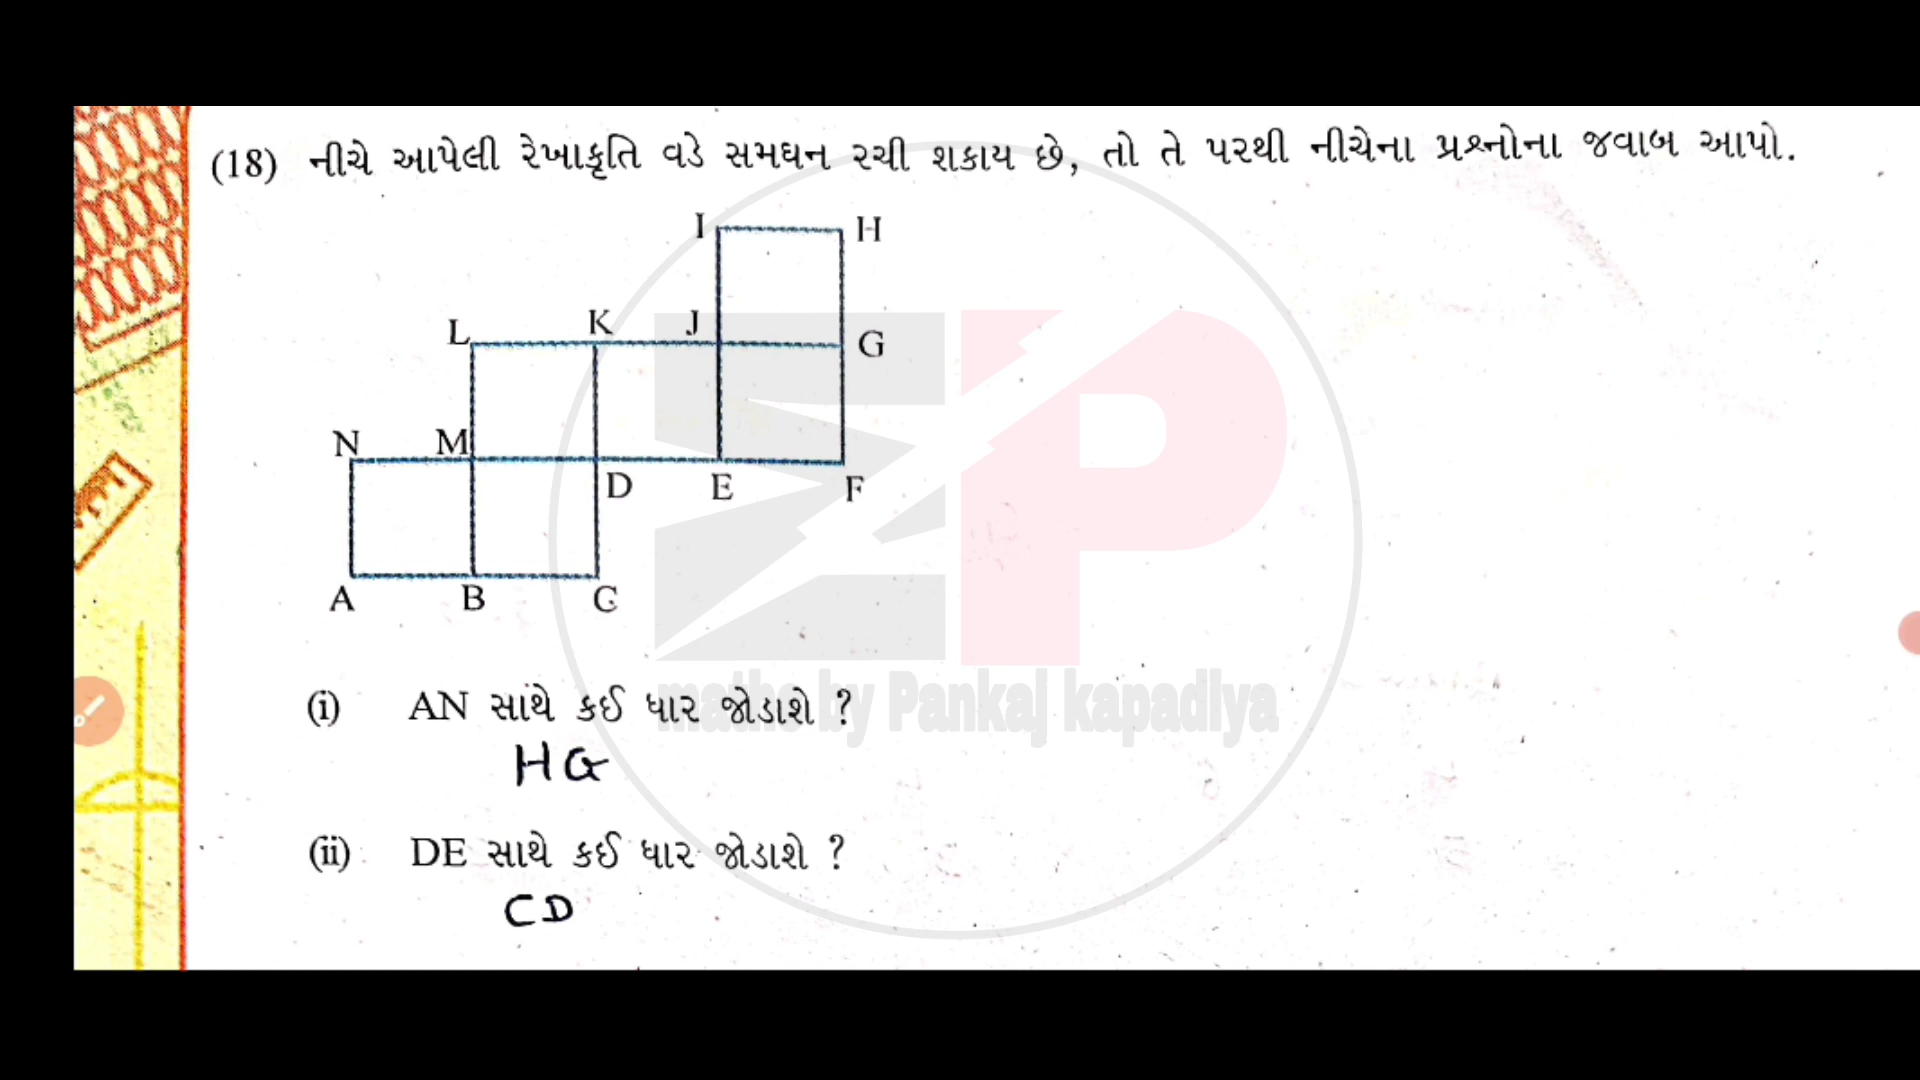 (18) નીચે આપેલી રેખાકૃતિ વડે સમઘન રચી શકાય છે, તો તે પરથી નીચેના પ્રશ્નોના જવાબ આપો.
I H
L K J G
N M D E F
A B C
(i) AN સાથે કઈ ધાર જોડાશે ?
HG
(ii) DE સાથે કઈ ધાર જોડાશે ?
CD
maths by Pankaj kapadiya